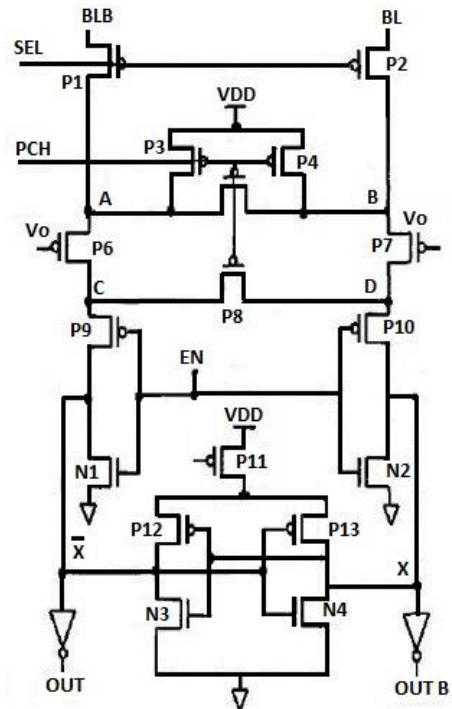 BLB
BL
SEL
P1
P2
VDD
PCH
P3
P4
A
B
Vo
Vo
P6
P7
C
D
P8
P9
P10
EN
VDD
N1
N2
P11
P12
P13
X̅
X
N3
N4
OUT
OUT B